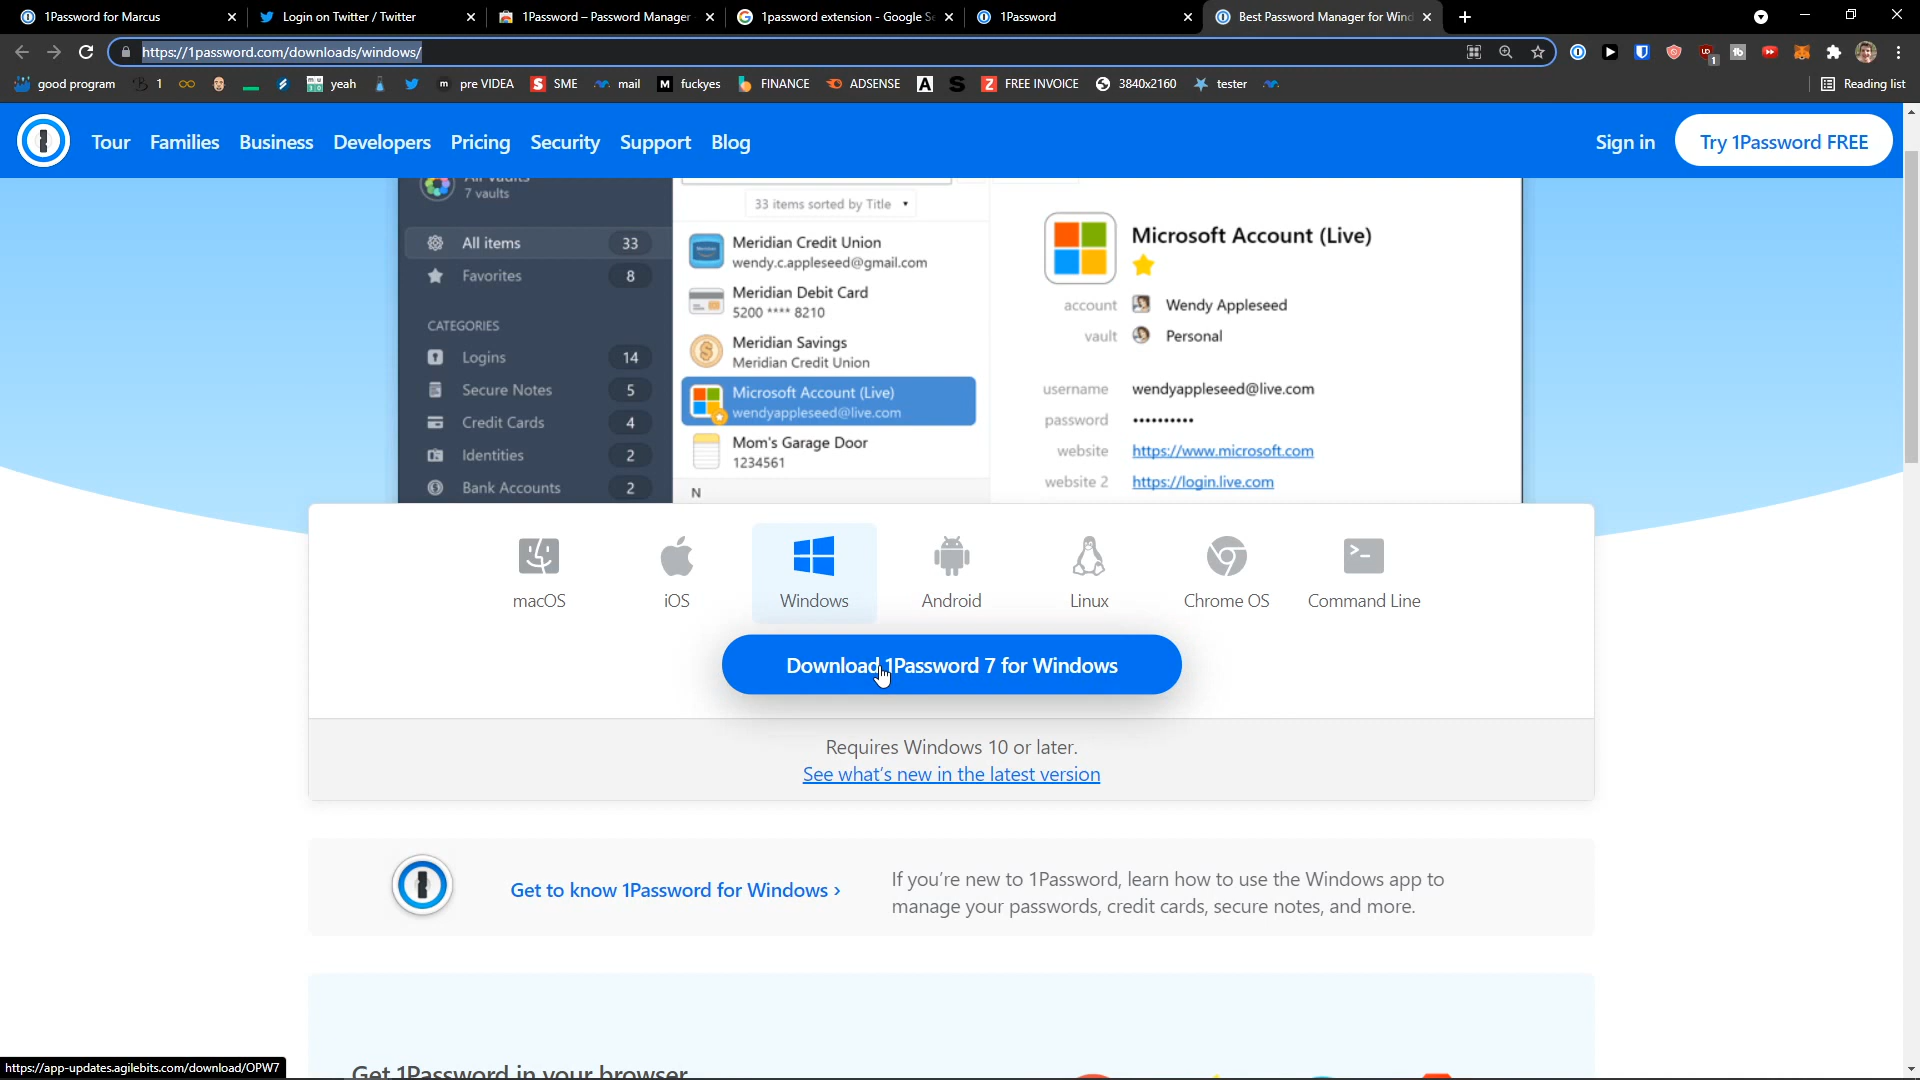 1Password for Marcus
Login on Twitter / Twitter
1Password – Password Manager
1password extension - Google Se
1Password
Best Password Manager for Wind
https://1password.com/downloads/windows/
good program
1
yeah
pre VIDEA
SME
mail
fuckyes
FINANCE
ADSENSE
FREE INVOICE
3840x2160
tester
Reading list
Tour
Families
Business
Developers
Pricing
Security
Support
Blog
Sign in
Try 1Password FREE
7 vaults
All items 33
Favorites 8
CATEGORIES
Logins 14
Secure Notes 5
Credit Cards 4
Identities 2
Bank Accounts 2
33 items sorted by Title
Meridian Credit Union
wendy.c.appleseed@gmail.com
Meridian Debit Card
5200 **** 8210
Meridian Savings
Meridian Credit Union
Microsoft Account (Live)
wendyappleseed@live.com
Mom's Garage Door
1234561
N
Microsoft Account (Live)
account Wendy Appleseed
vault Personal
username wendyappleseed@live.com
password ••••••••••
website https://www.microsoft.com
website 2 https://login.live.com
macOS
iOS
Windows
Android
Linux
Chrome OS
Command Line
Download 1Password 7 for Windows
Requires Windows 10 or later.
See what's new in the latest version
Get to know 1Password for Windows ›
If you're new to 1Password, learn how to use the Windows app to
manage your passwords, credit cards, secure notes, and more.
Get 1Password in your browser
https://app-updates.agilebits.com/download/OPW7